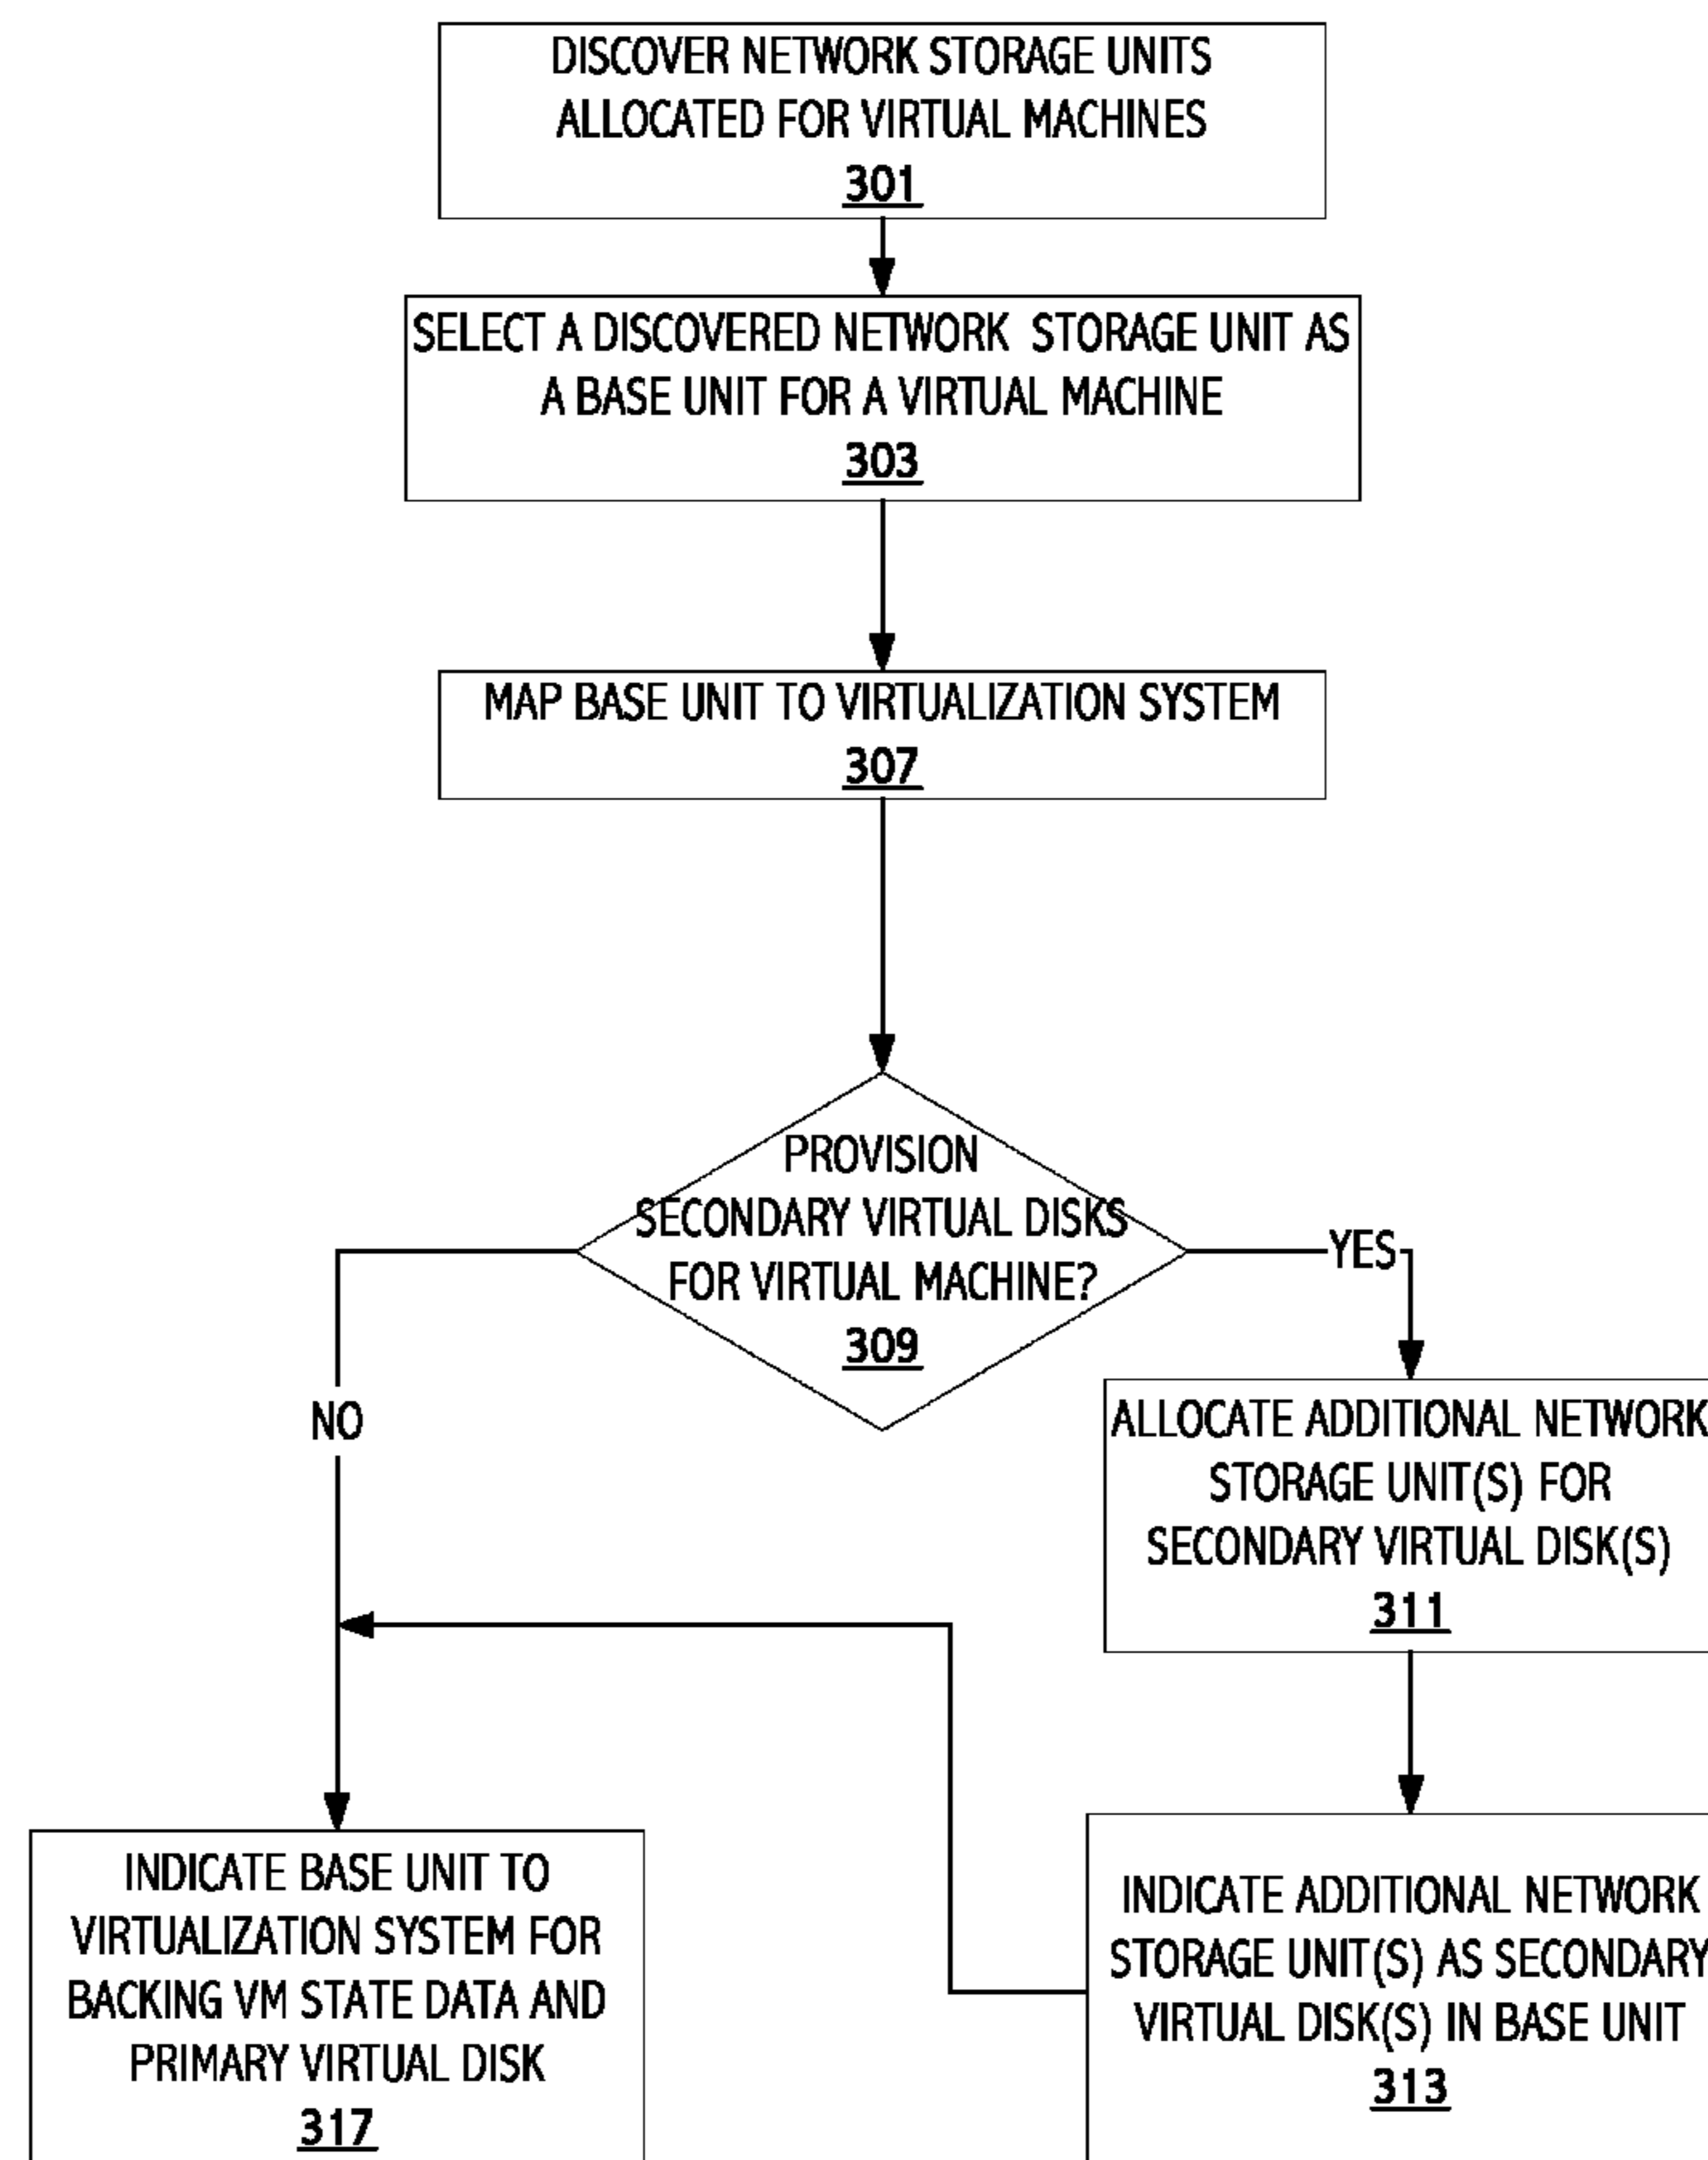 DISCOVER NETWORK STORAGE UNITS
ALLOCATED FOR VIRTUAL MACHINES
301
SELECT A DISCOVERED NETWORK STORAGE UNIT AS
A BASE UNIT FOR A VIRTUAL MACHINE
303
MAP BASE UNIT TO VIRTUALIZATION SYSTEM
307
PROVISION
SECONDARY VIRTUAL DISKS
FOR VIRTUAL MACHINE?
309
YES
NO
ALLOCATE ADDITIONAL NETWORK
STORAGE UNIT(S) FOR
SECONDARY VIRTUAL DISK(S)
311
INDICATE BASE UNIT TO
VIRTUALIZATION SYSTEM FOR
BACKING VM STATE DATA AND
PRIMARY VIRTUAL DISK
317
INDICATE ADDITIONAL NETWORK
STORAGE UNIT(S) AS SECONDARY
VIRTUAL DISK(S) IN BASE UNIT
313